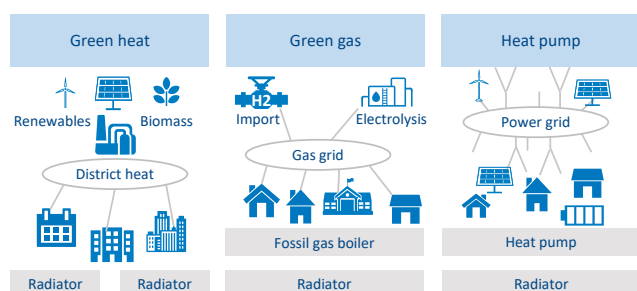 Green heat
Green gas
Heat pump
Renewables
Biomass
H2
Import
Electrolysis
Power grid
Gas grid
District heat
Fossil gas boiler
Heat pump
Radiator
Radiator
Radiator
Radiator